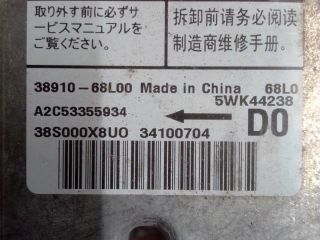 取り外す前に必ずサ
ービスマニュアルを
ご覧ください。
拆卸前请务必阅读
制造商维修手册。
38910-68L00 Made in China 68L0
5WK44238
A2C53355934
D0
38S000X8U0 34100704